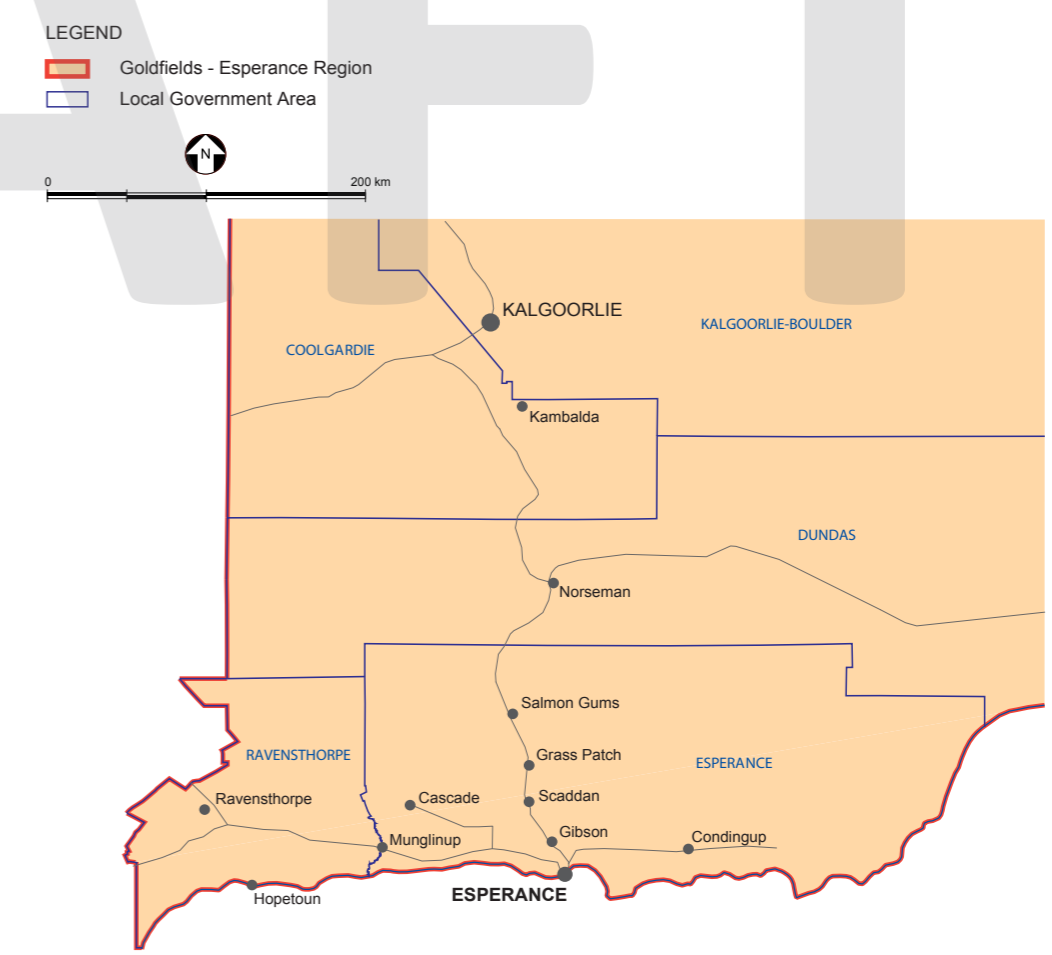 LEGEND
Goldfields - Esperance Region
Local Government Area
N
0 200 km
KALGOORLIE
KALGOORLIE-BOULDER
COOLGARDIE
Kambalda
DUNDAS
Norseman
Salmon Gums
RAVENSTHORPE
Grass Patch
ESPERANCE
Ravensthorpe
Cascade
Scaddan
Munglinup
Gibson
Condingup
Hopetoun
ESPERANCE